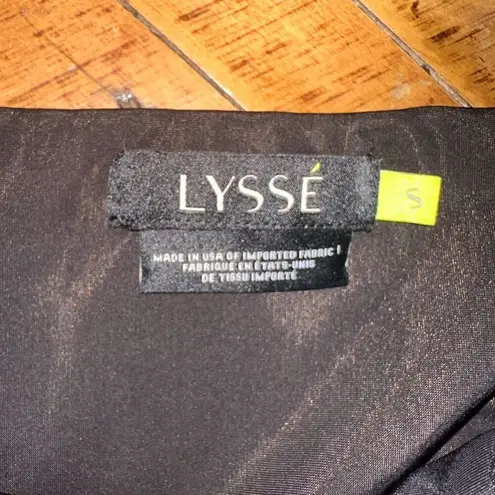 LYSSÉ
S
MADE IN USA OF IMPORTED FABRIC |
FABRIQUÉ EN ÉTATS-UNIS
DE TISSU IMPORTÉ